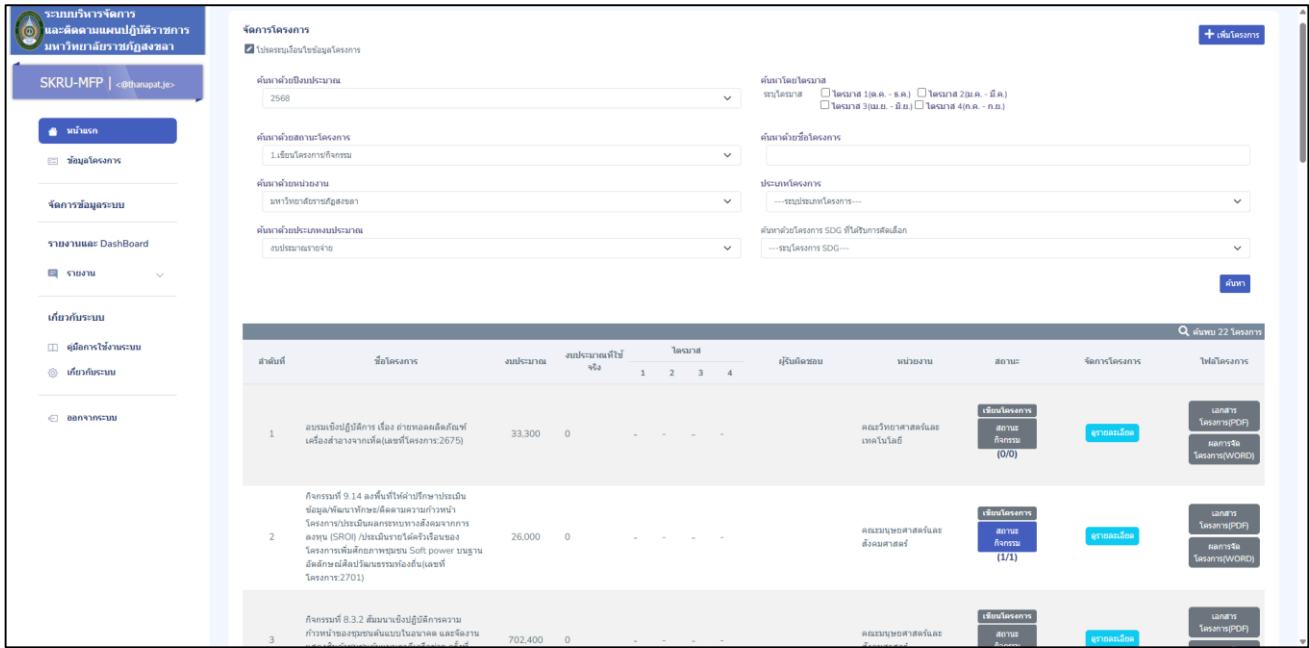 ระบบบริหารจัดการ
และติดตามแผนปฏิบัติราชการ
มหาวิทยาลัยราชภัฏสงขลา
SKRU-MFP | <@thanapat.je>
หน้าแรก
ข้อมูลโครงการ
จัดการข้อมูลระบบ
รายงานและ DashBoard
รายงาน
เกี่ยวกับระบบ
คู่มือการใช้งานระบบ
เกี่ยวกับระบบ
ออกจากระบบ
จัดการโครงการ
เพิ่มโครงการ
โปรดระบุเงื่อนไขข้อมูลโครงการ
ค้นหาด้วยปีงบประมาณ
2568
ค้นหาโดยไตรมาส
ระบุไตรมาส ไตรมาส 1(ต.ค. - ธ.ค.) ไตรมาส 2(ม.ค. - มี.ค.)
ไตรมาส 3(เม.ย. - มิ.ย.) ไตรมาส 4(ก.ค. - ก.ย.)
ค้นหาด้วยสถานะโครงการ
1.เขียนโครงการ/กิจกรรม
ค้นหาด้วยชื่อโครงการ
ค้นหาด้วยหน่วยงาน
มหาวิทยาลัยราชภัฏสงขลา
ประเภทโครงการ
---ระบุประเภทโครงการ---
ค้นหาด้วยประเภทงบประมาณ
งบประมาณรายจ่าย
ค้นหาด้วยโครงการ SDG ที่ได้รับการคัดเลือก
---ระบุโครงการ SDG---
ค้นหา
ค้นพบ 22 โครงการ
ลำดับที่ ชื่อโครงการ งบประมาณ งบประมาณที่ใช้จริง ไตรมาส ผู้รับผิดชอบ หน่วยงาน สถานะ จัดการโครงการ ไฟล์โครงการ
1 2 3 4
1
อบรมเชิงปฏิบัติการ เรื่อง ถ่ายทอดผลิตภัณฑ์
เครื่องสำอางจากเห็ด(เลขที่โครงการ:2675)
33,300 0 - - - -
คณะวิทยาศาสตร์และ
เทคโนโลยี
เขียนโครงการ
สถานะ
กิจกรรม
(0/0)
ดูรายละเอียด
เอกสาร
โครงการ(PDF)
ผลการจัด
โครงการ(WORD)
2
กิจกรรมที่ 9.14 ลงพื้นที่ให้คำปรึกษาประเมิน
ข้อมูล/พัฒนาทักษะ/ติดตามความก้าวหน้า
โครงการ/ประเมินผลกระทบทางสังคมจากการ
ลงทุน (SROI) /ประเมินรายได้ครัวเรือนของ
โครงการเพิ่มศักยภาพชุมชน Soft power บนฐาน
อัตลักษณ์ศิลปวัฒนธรรมท้องถิ่น(เลขที่
โครงการ:2701)
26,000 0 - - - -
คณะมนุษยศาสตร์และ
สังคมศาสตร์
เขียนโครงการ
สถานะ
กิจกรรม
(1/1)
ดูรายละเอียด
เอกสาร
โครงการ(PDF)
ผลการจัด
โครงการ(WORD)
3
กิจกรรมที่ 8.3.2 สัมมนาเชิงปฏิบัติการความ
ก้าวหน้าของชุมชนต้นแบบในอนาคต และจัดงาน
702,400 0 - - - -
คณะมนุษยศาสตร์และ
สังคมศาสตร์
เขียนโครงการ
สถานะ
กิจกรรม
ดูรายละเอียด
เอกสาร
โครงการ(PDF)